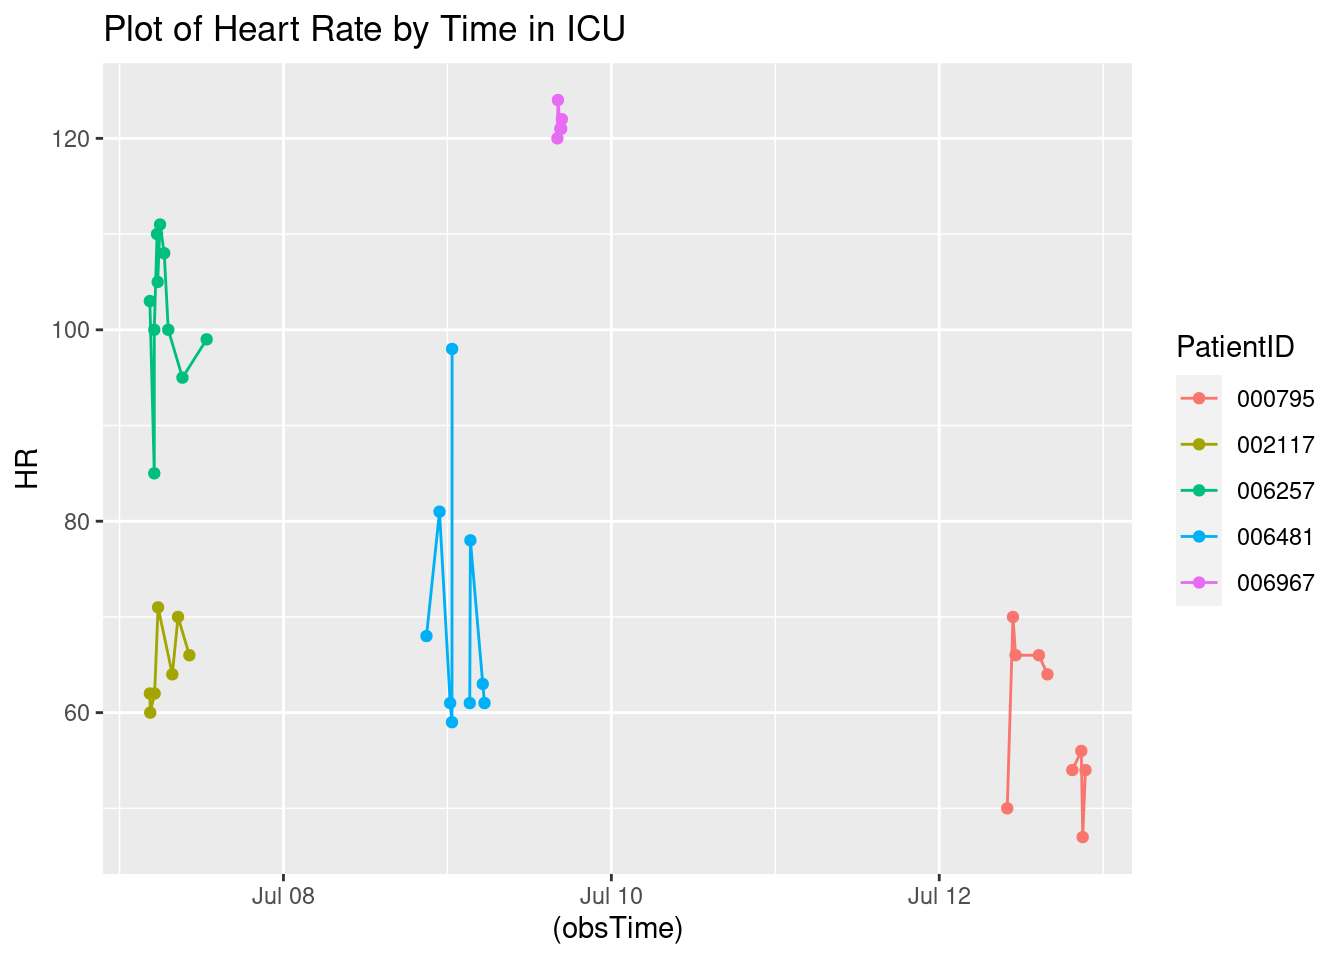 Plot of Heart Rate by Time in ICU
120
100
80
60
HR
Jul 08
Jul 10
Jul 12
(obsTime)
PatientID
000795
002117
006257
006481
006967